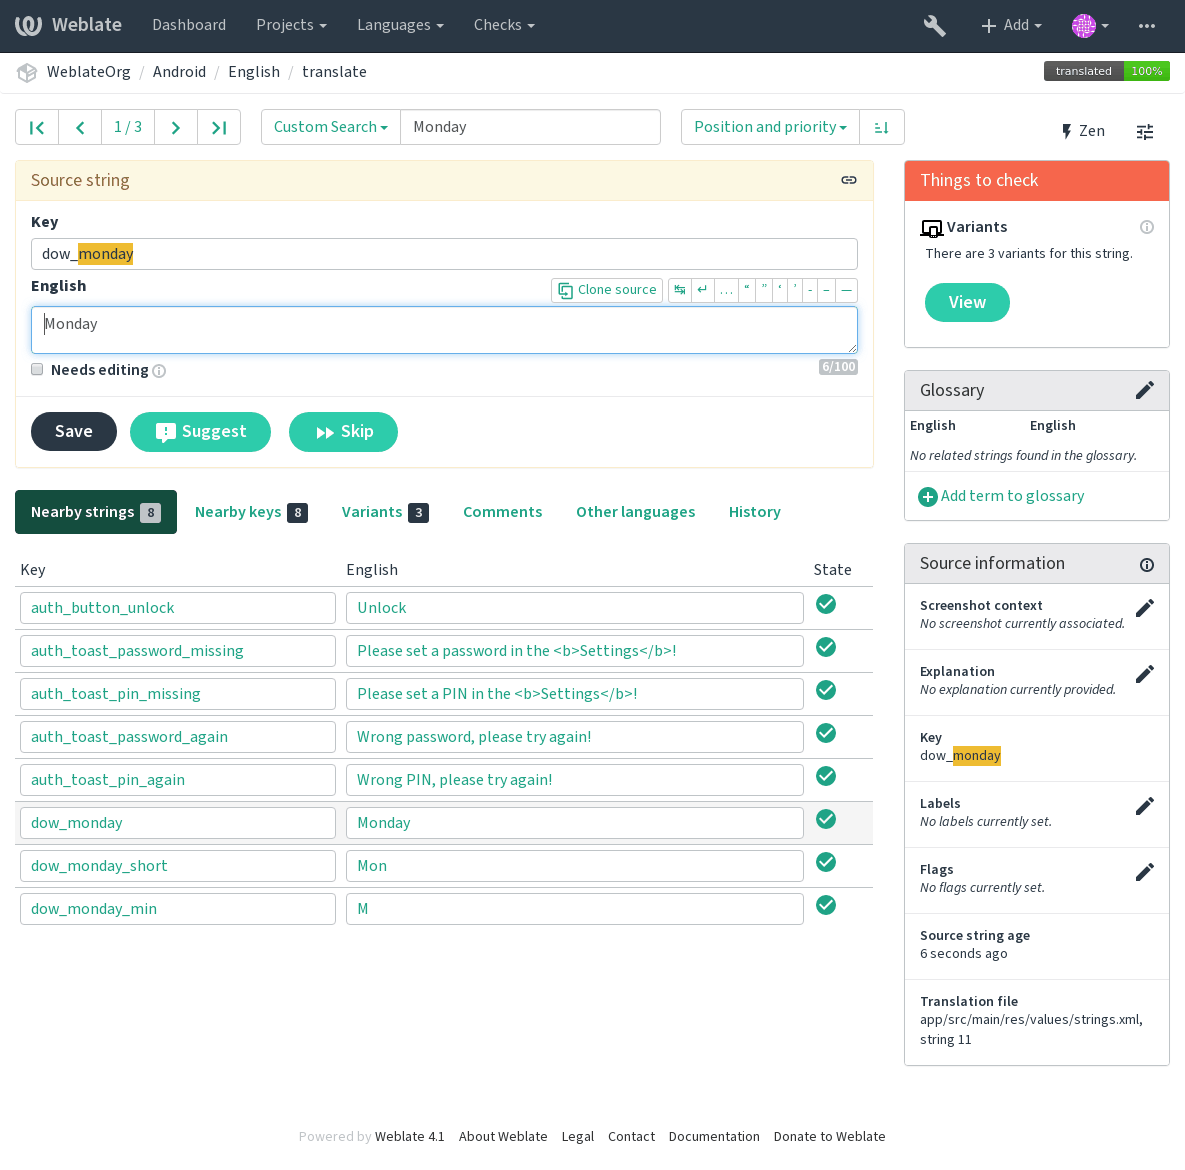 Weblate Dashboard Projects Languages Checks Add
WeblateOrg / Android / English / translate
translated 100%
1 / 3 Custom Search Monday Position and priority Zen
Source string
Key
dow_monday
English
Clone source ↹ ↵ … “ ” ‘ ’ - – —
Monday
Needs editing
6/100
Save Suggest Skip
Nearby strings 8 Nearby keys 8 Variants 3 Comments Other languages History
Key English State
auth_button_unlock Unlock
auth_toast_password_missing Please set a password in the <b>Settings</b>!
auth_toast_pin_missing Please set a PIN in the <b>Settings</b>!
auth_toast_password_again Wrong password, please try again!
auth_toast_pin_again Wrong PIN, please try again!
dow_monday Monday
dow_monday_short Mon
dow_monday_min M
Things to check
Variants
There are 3 variants for this string.
View
Glossary
English English
No related strings found in the glossary.
Add term to glossary
Source information
Screenshot context
No screenshot currently associated.
Explanation
No explanation currently provided.
Key
dow_monday
Labels
No labels currently set.
Flags
No flags currently set.
Source string age
6 seconds ago
Translation file
app/src/main/res/values/strings.xml,
string 11
Powered by Weblate 4.1 About Weblate Legal Contact Documentation Donate to Weblate